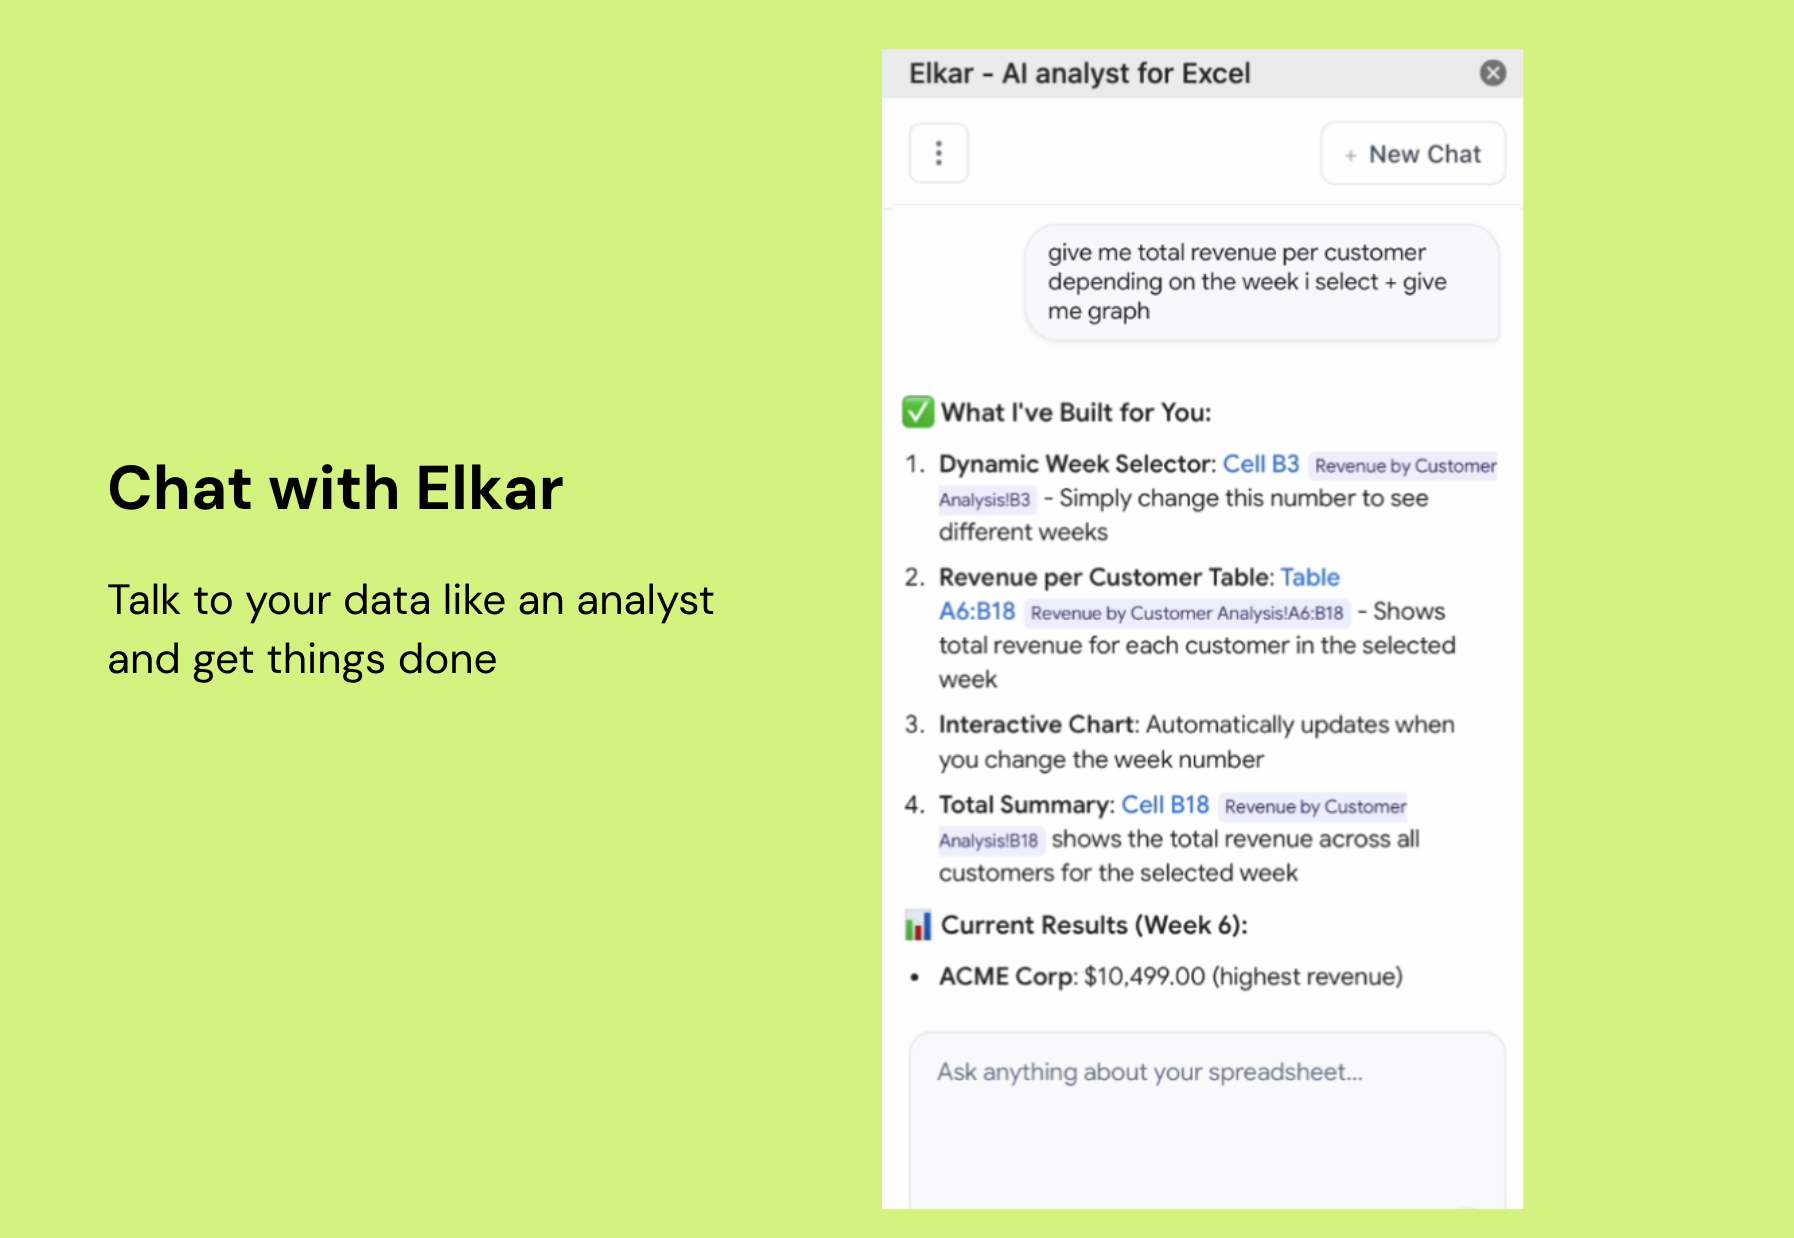 Chat with Elkar
Talk to your data like an analyst
and get things done
Elkar - AI analyst for Excel
+ New Chat
give me total revenue per customer
depending on the week i select + give
me graph
What I've Built for You:
1. Dynamic Week Selector: Cell B3 Revenue by Customer
Analysis!B3 - Simply change this number to see
different weeks
2. Revenue per Customer Table: Table
A6:B18 Revenue by Customer Analysis!A6:B18 - Shows
total revenue for each customer in the selected
week
3. Interactive Chart: Automatically updates when
you change the week number
4. Total Summary: Cell B18 Revenue by Customer
Analysis!B18 shows the total revenue across all
customers for the selected week
Current Results (Week 6):
• ACME Corp: $10,499.00 (highest revenue)
Ask anything about your spreadsheet...